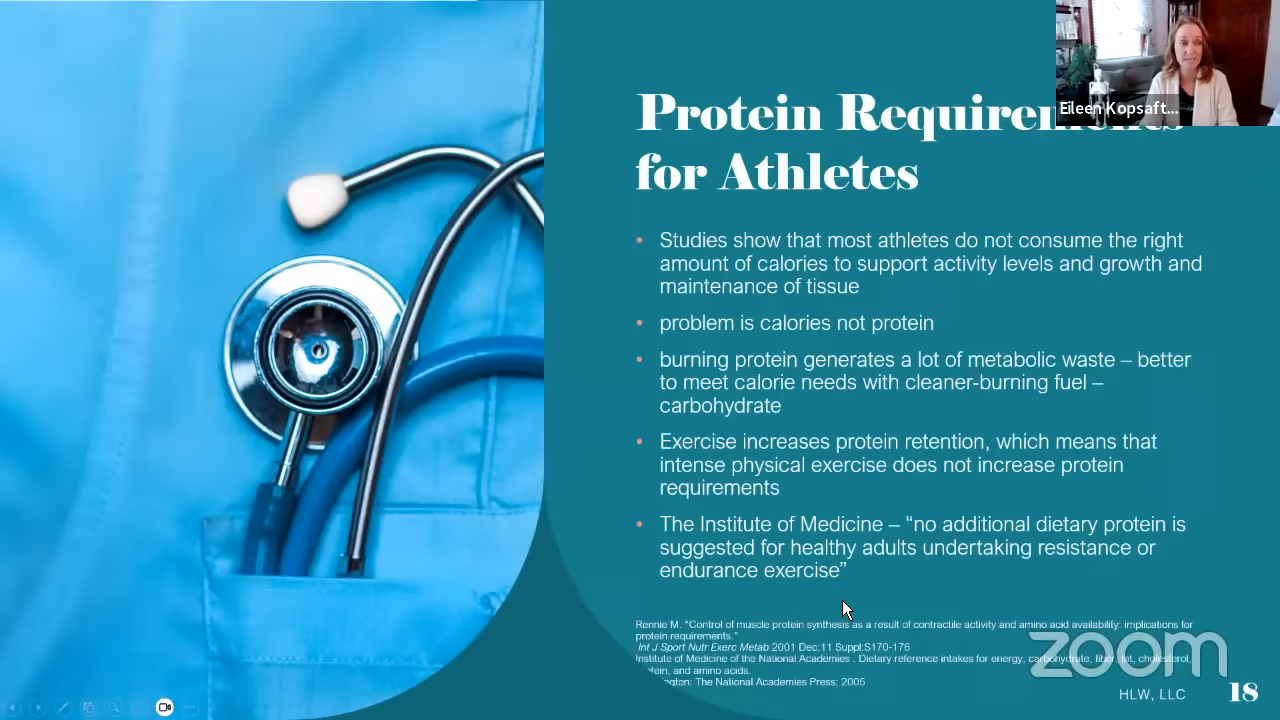 Eileen Kopsaft...
Protein Requirements
for Athletes
• Studies show that most athletes do not consume the right
amount of calories to support activity levels and growth and
maintenance of tissue
• problem is calories not protein
• burning protein generates a lot of metabolic waste – better
to meet calorie needs with cleaner-burning fuel –
carbohydrate
• Exercise increases protein retention, which means that
intense physical exercise does not increase protein
requirements
• The Institute of Medicine – “no additional dietary protein is
suggested for healthy adults undertaking resistance or
endurance exercise”
Rennie M. "Control of muscle protein synthesis as a result of contractile activity and amino acid availability: implications for
protein requirements."
Int J Sport Nutr Exerc Metab 2001 Dec;11 Suppl:S170-176
Institute of Medicine of the National Academies . Dietary reference intakes for energy, carbohydrate, fiber, fat, cholesterol,
and amino acids.
The National Academies Press; 2005
zoom
HLW, LLC
18